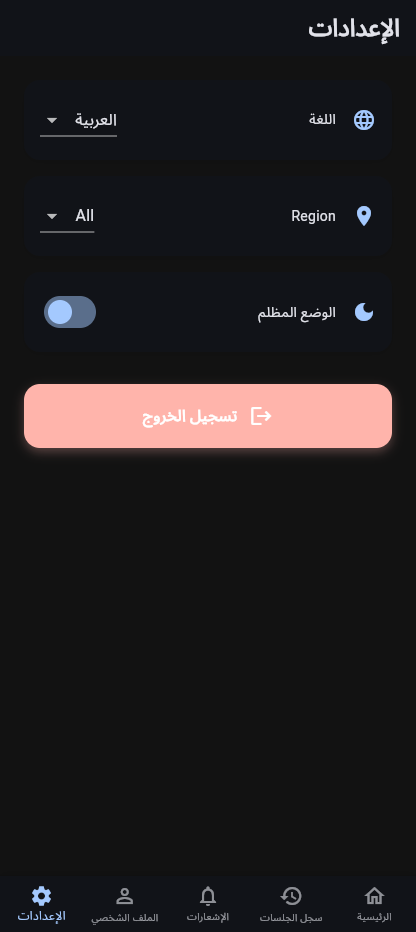 الإعدادات
اللغة
العربية
Region
All
الوضع المظلم
تسجيل الخروج
الرئيسية
سجل الجلسات
الإشعارات
الملف الشخصي
الإعدادات